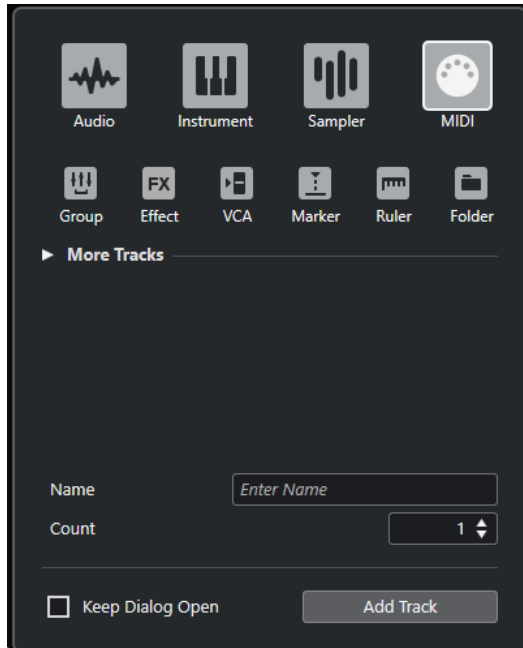 Audio Instrument Sampler MIDI
Group FX Effect VCA Marker Ruler Folder
More Tracks
Name Enter Name
Count 1
Keep Dialog Open Add Track